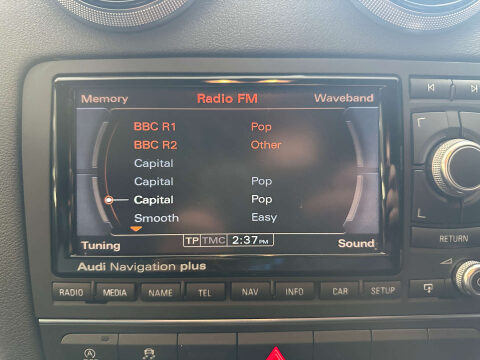 Memory Radio FM Waveband
BBC R1 Pop
BBC R2 Other
Capital
Capital Pop
Capital Pop
Smooth Easy
Tuning TP TMC 2:37 PM Sound
Audi Navigation plus
RETURN
RADIO MEDIA NAME TEL NAV INFO CAR SETUP